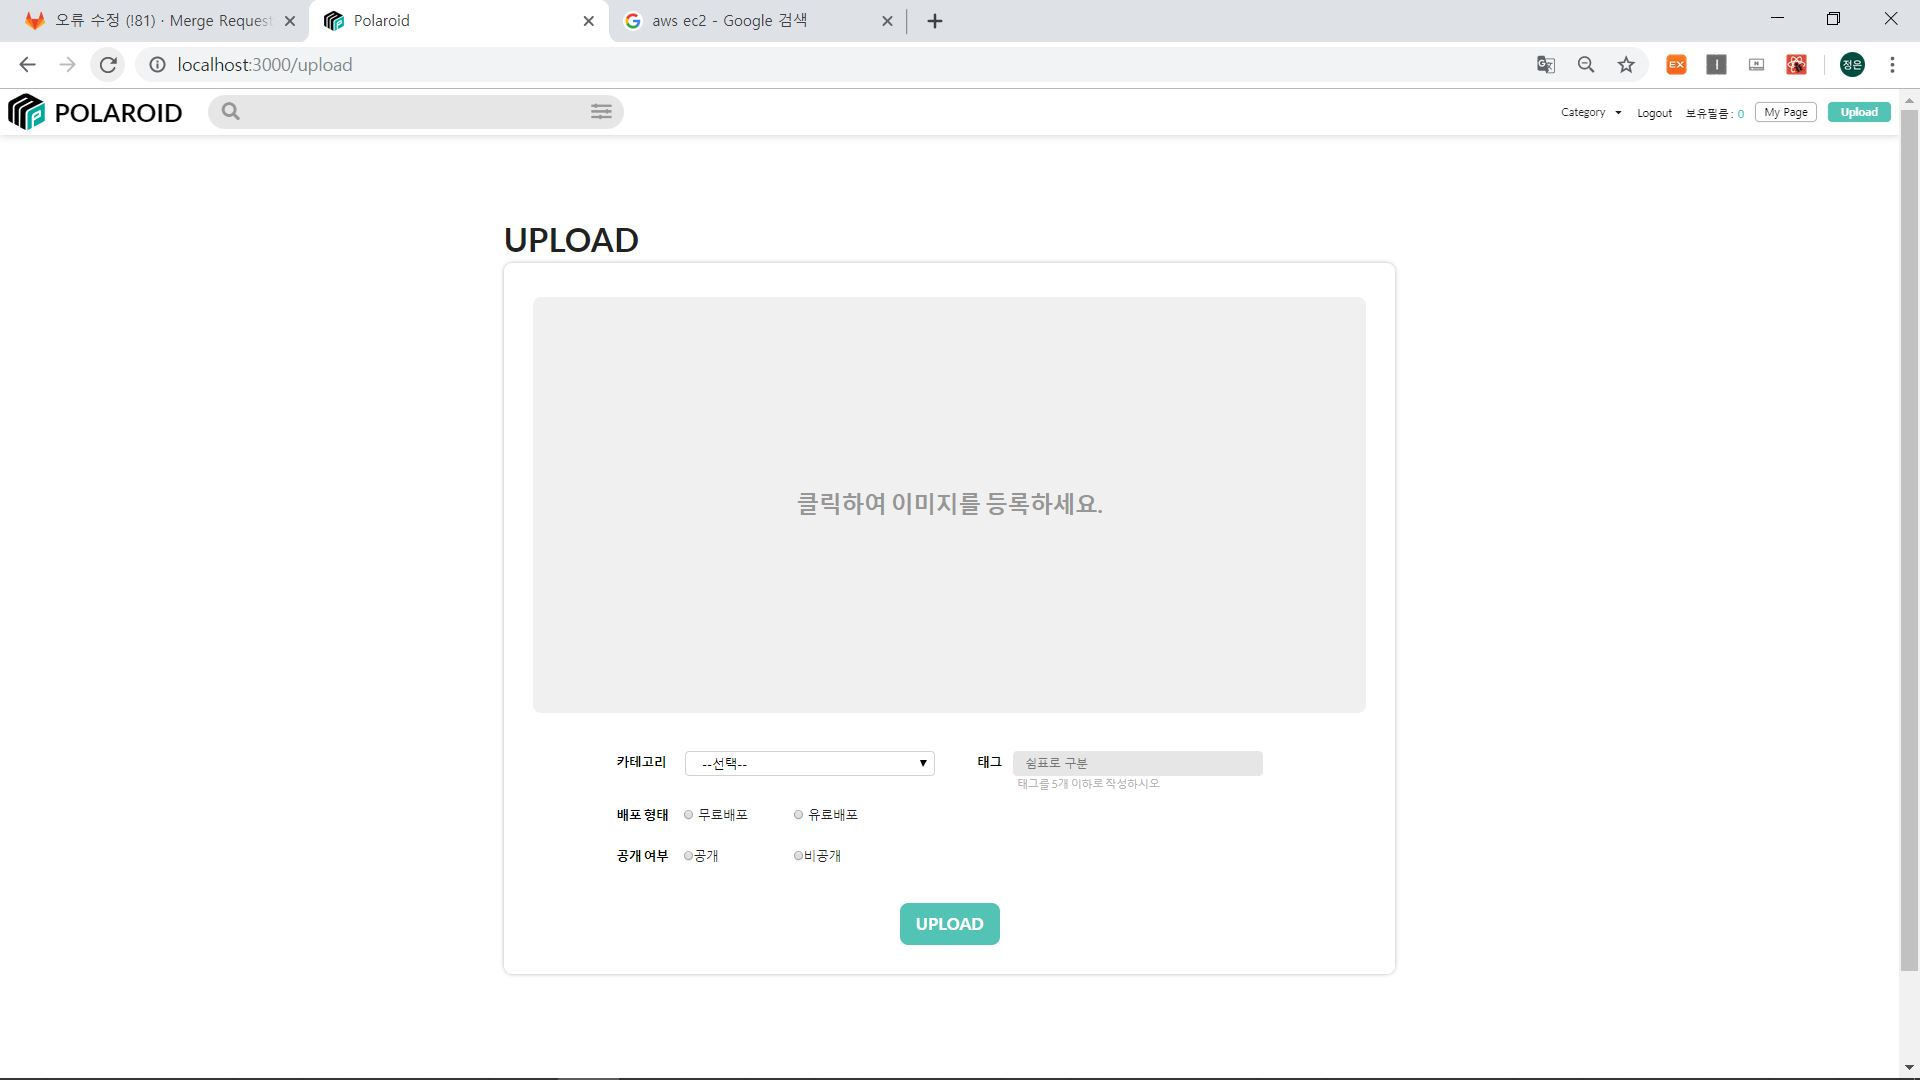 오류 수정 (!81) · Merge Request
Polaroid
aws ec2 - Google 검색
localhost:3000/upload
EX
정은
POLAROID
Category
Logout
보유필름 : 0
My Page
Upload
UPLOAD
클릭하여 이미지를 등록하세요.
카테고리
--선택--
태그
쉼표로 구분
태그를 5개 이하로 작성하시오
배포 형태
무료배포
유료배포
공개 여부
공개
비공개
UPLOAD